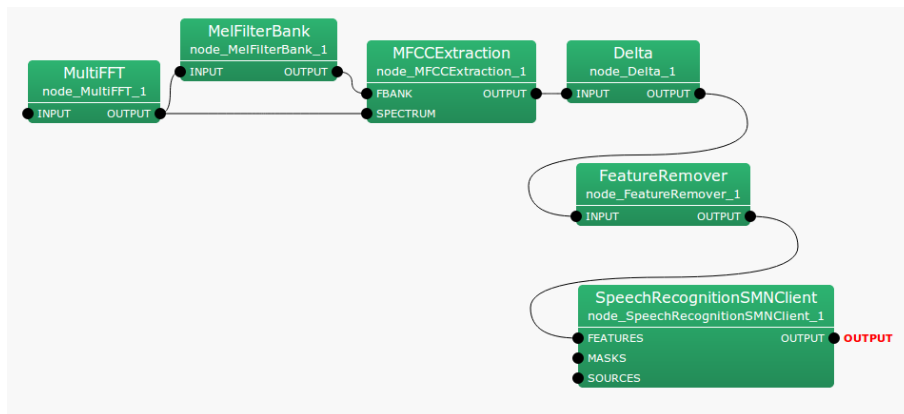 MultiFFT
node_MultiFFT_1
INPUT OUTPUT
MelFilterBank
node_MelFilterBank_1
INPUT OUTPUT
MFCCExtraction
node_MFCCExtraction_1
FBANK OUTPUT
SPECTRUM
Delta
node_Delta_1
INPUT OUTPUT
FeatureRemover
node_FeatureRemover_1
INPUT OUTPUT
SpeechRecognitionSMNClient
node_SpeechRecognitionSMNClient_1
FEATURES OUTPUT OUTPUT
MASKS
SOURCES